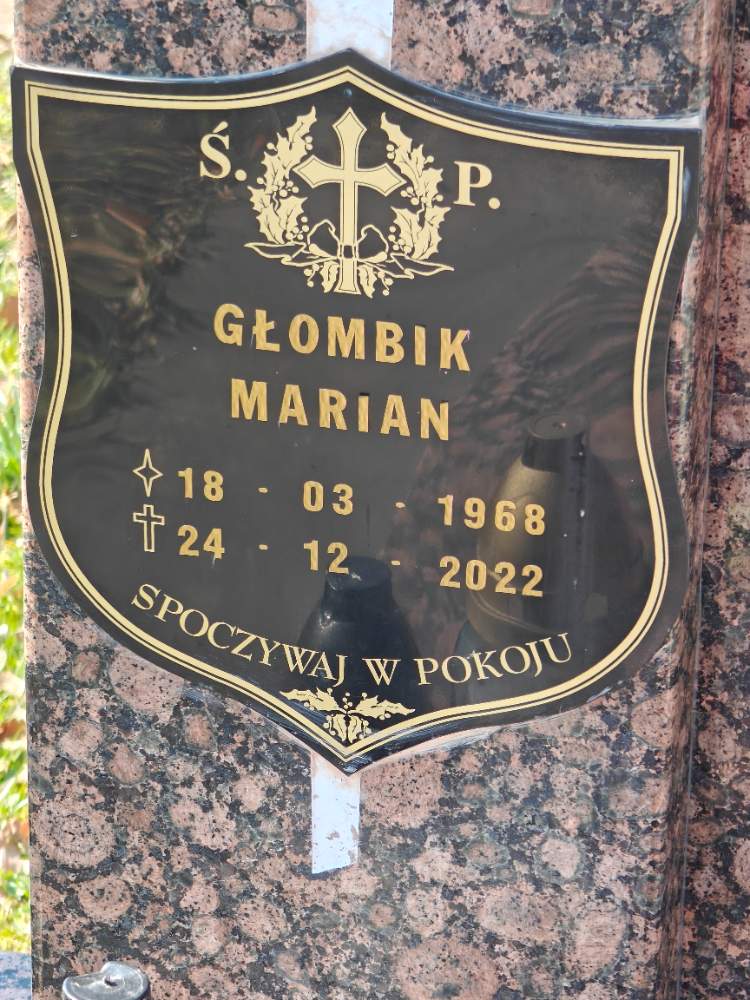 Ś. P.
GŁOMBIK
MARIAN
18 - 03 - 1968
24 - 12 - 2022
SPOCZYWAJ W POKOJU